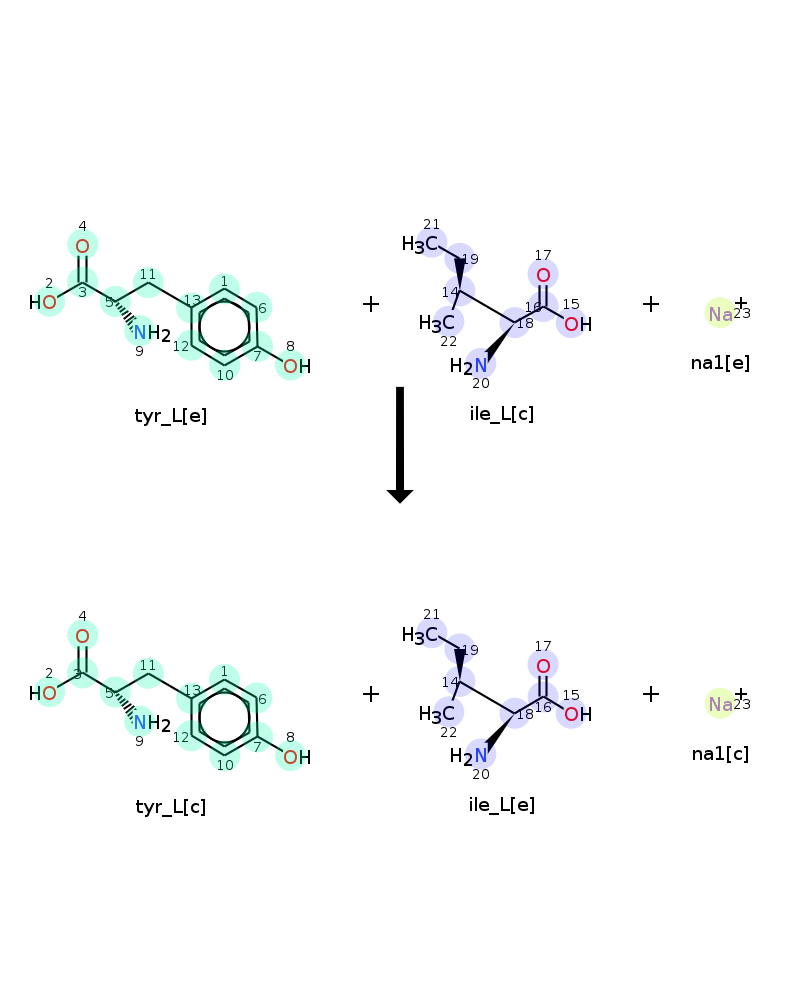 4
O
2
HO
3
5
NH2
9
11
13
1
6
12
10
7
8
OH
+
21
H3C
19
14
H3C
22
18
H2N
20
17
O
16
15
OH
+
Na+
23
tyr_L[e]
ile_L[c]
na1[e]
4
O
2
HO
3
5
NH2
9
11
13
1
6
12
10
7
8
OH
+
21
H3C
19
14
H3C
22
18
H2N
20
17
O
16
15
OH
+
Na+
23
tyr_L[c]
ile_L[e]
na1[c]